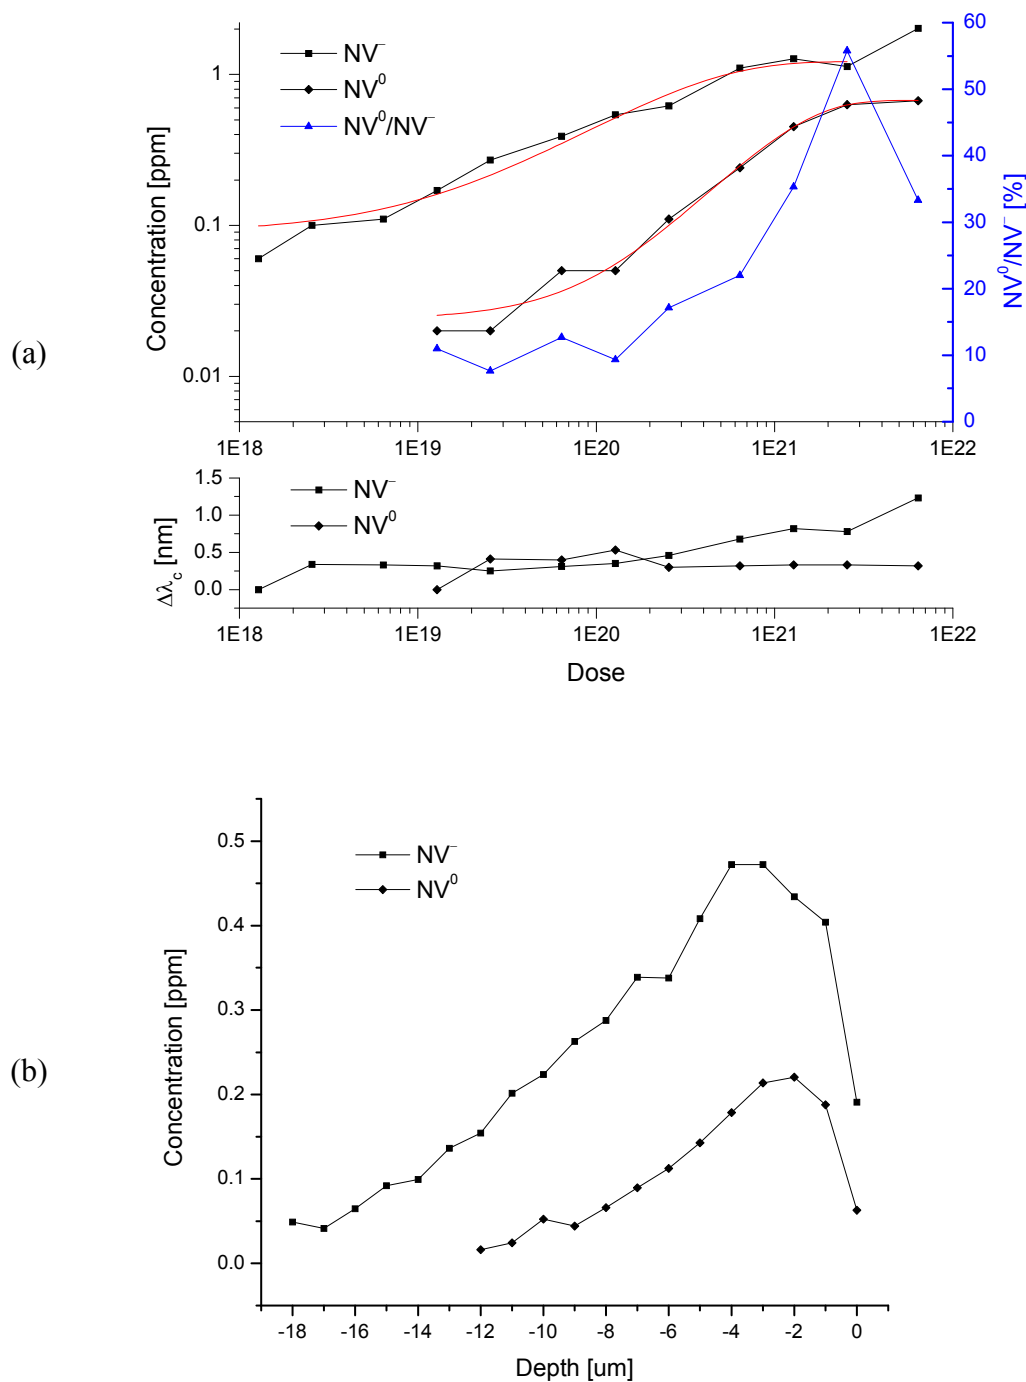 (a)
Concentration [ppm]
1
0.1
0.01
NV⁻
NV⁰
NV⁰/NV⁻
60
50
40
30
20
10
0
NV⁰/NV⁻ [%]
1E18 1E19 1E20 1E21 1E22
Δλc [nm]
1.5
1.0
0.5
0.0
NV⁻
NV⁰
1E18 1E19 1E20 1E21 1E22
Dose
(b)
Concentration [ppm]
0.5
0.4
0.3
0.2
0.1
0.0
NV⁻
NV⁰
-18 -16 -14 -12 -10 -8 -6 -4 -2 0
Depth [um]